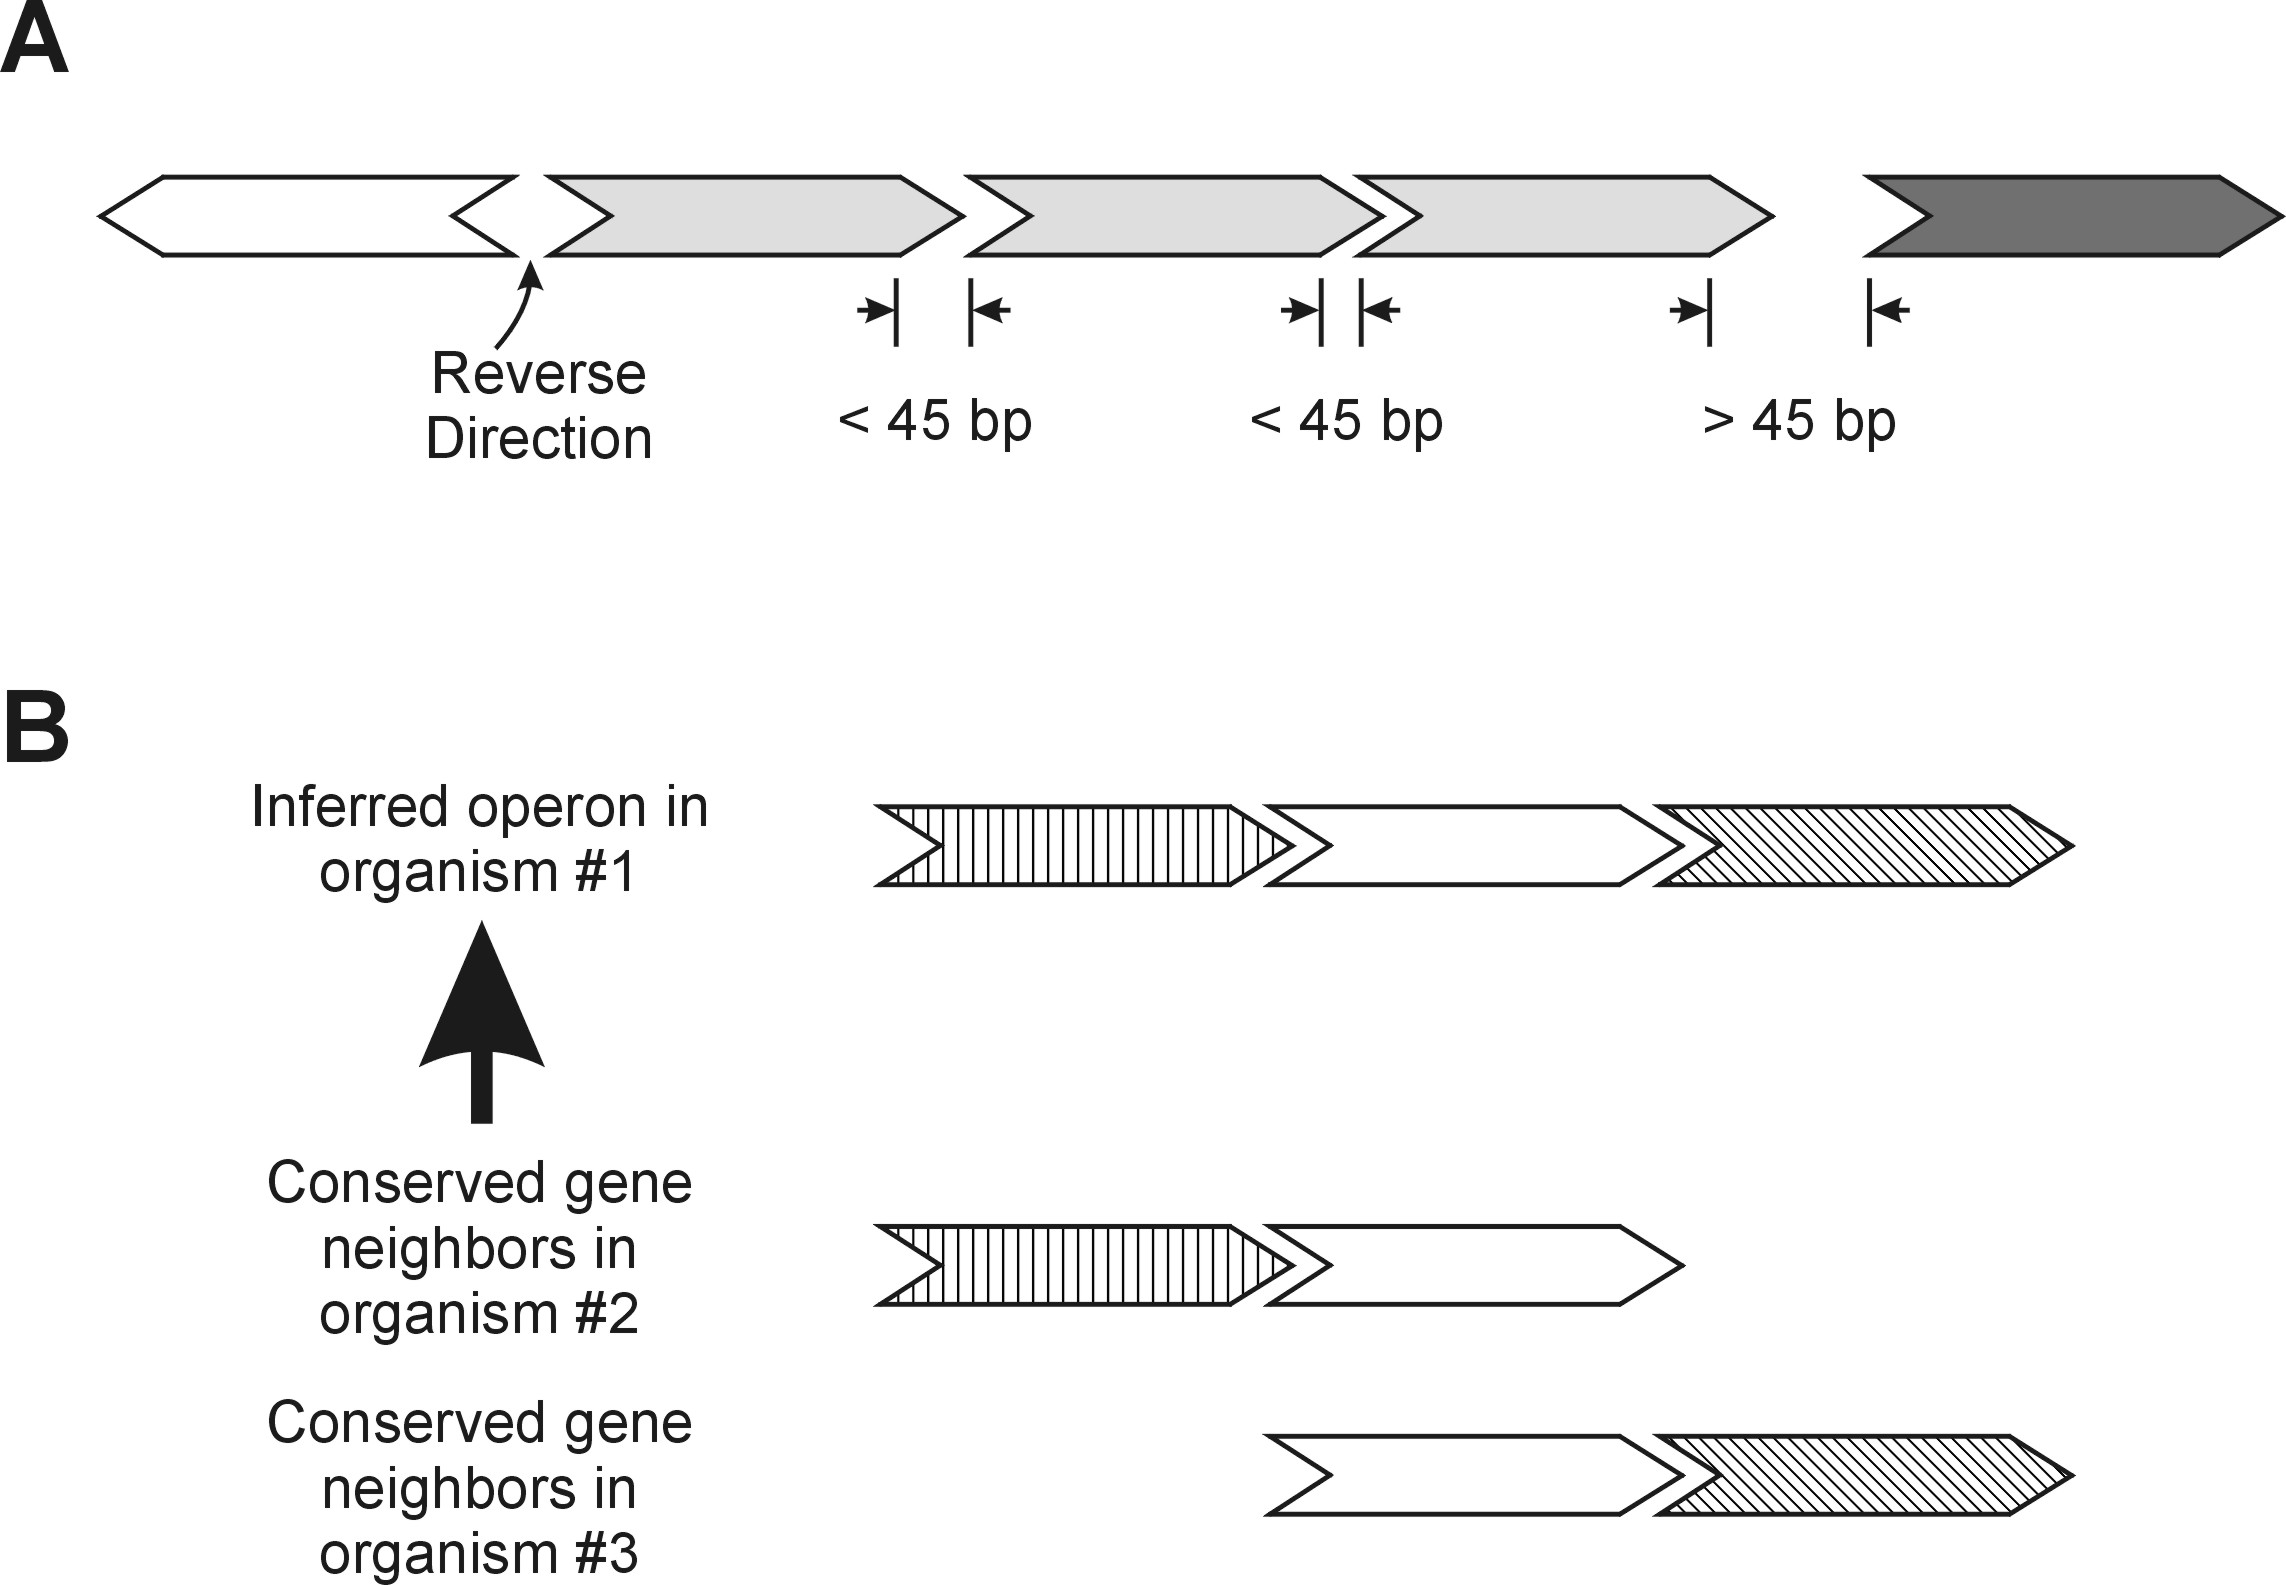 A
Reverse
Direction
< 45 bp
< 45 bp
> 45 bp
B
Inferred operon in
organism #1
Conserved gene
neighbors in
organism #2
Conserved gene
neighbors in
organism #3